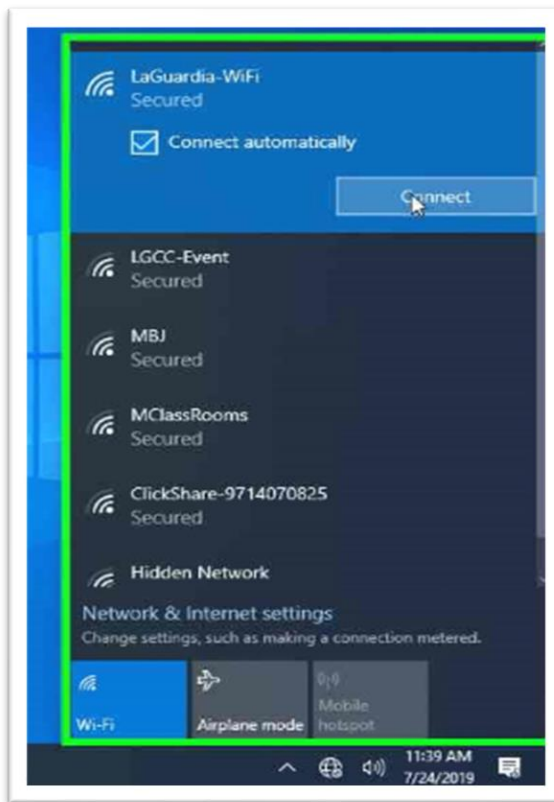 LaGuardia-WiFi
Secured
Connect automatically
Connect
LGCC-Event
Secured
MBJ
Secured
MClassRooms
Secured
ClickShare-9714070825
Secured
Hidden Network
Network & Internet settings
Change settings, such as making a connection metered.
Wi-Fi
Airplane mode
Mobile
hotspot
11:39 AM
7/24/2019